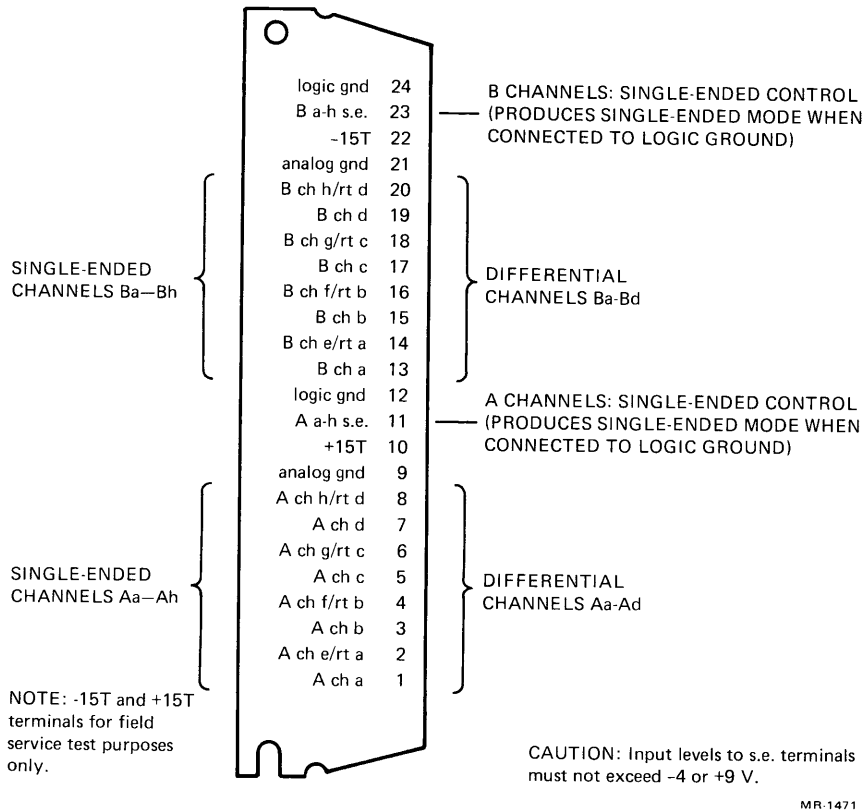 logic gnd 24
B a-h s.e. 23
-15T 22
analog gnd 21
B ch h/rt d 20
B ch d 19
B ch g/rt c 18
B ch c 17
B ch f/rt b 16
B ch b 15
B ch e/rt a 14
B ch a 13
logic gnd 12
A a-h s.e. 11
+15T 10
analog gnd 9
A ch h/rt d 8
A ch d 7
A ch g/rt c 6
A ch c 5
A ch f/rt b 4
A ch b 3
A ch e/rt a 2
A ch a 1
B CHANNELS: SINGLE-ENDED CONTROL
(PRODUCES SINGLE-ENDED MODE WHEN
CONNECTED TO LOGIC GROUND)
SINGLE-ENDED
CHANNELS Ba—Bh
DIFFERENTIAL
CHANNELS Ba-Bd
A CHANNELS: SINGLE-ENDED CONTROL
(PRODUCES SINGLE-ENDED MODE WHEN
CONNECTED TO LOGIC GROUND)
SINGLE-ENDED
CHANNELS Aa—Ah
DIFFERENTIAL
CHANNELS Aa-Ad
NOTE: -15T and +15T
terminals for field
service test purposes
only.
CAUTION: Input levels to s.e. terminals
must not exceed -4 or +9 V.
MR-1471